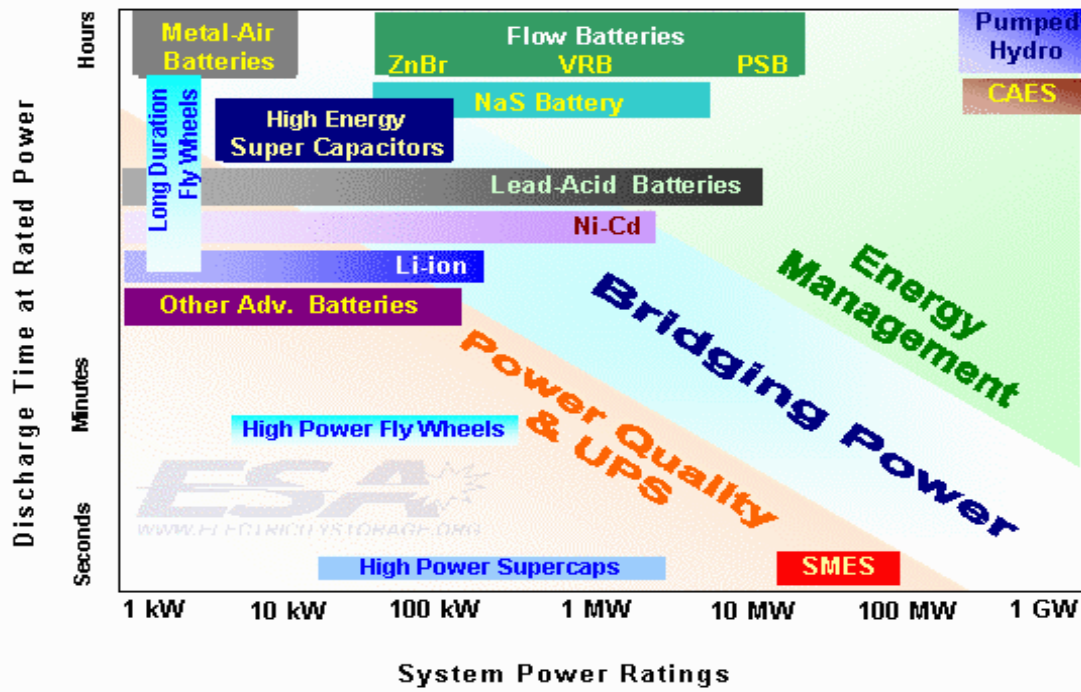 Hours
Minutes
Seconds
Discharge Time at Rated Power
Metal-Air
Batteries
Flow Batteries
ZnBr VRB PSB
Pumped
Hydro
CAES
NaS Battery
Long Duration
Fly Wheels
High Energy
Super Capacitors
Lead-Acid Batteries
Ni-Cd
Li-ion
Other Adv. Batteries
Energy
Management
Bridging Power
Power Quality
& UPS
High Power Fly Wheels
ESA
WWW.ELECTRICITYSTORAGE.ORG
High Power Supercaps
SMES
1 kW 10 kW 100 kW 1 MW 10 MW 100 MW 1 GW
System Power Ratings